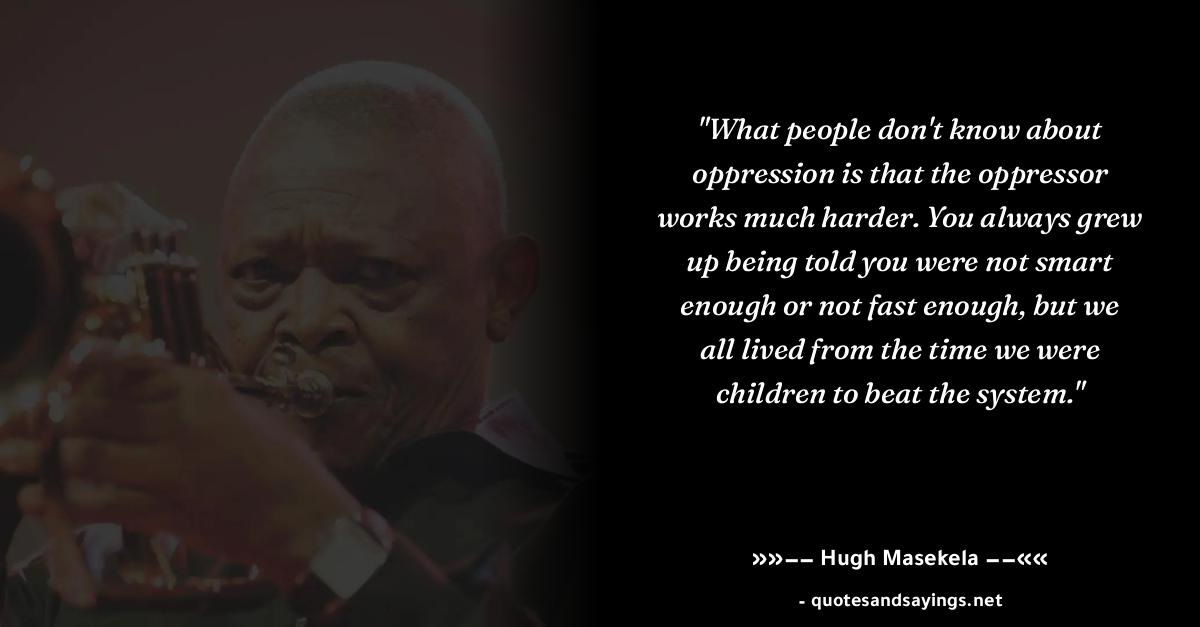 "What people don't know about
oppression is that the oppressor
works much harder. You always grew
up being told you were not smart
enough or not fast enough, but we
all lived from the time we were
children to beat the system."
»»–– Hugh Masekela ––««
- quotesandsayings.net